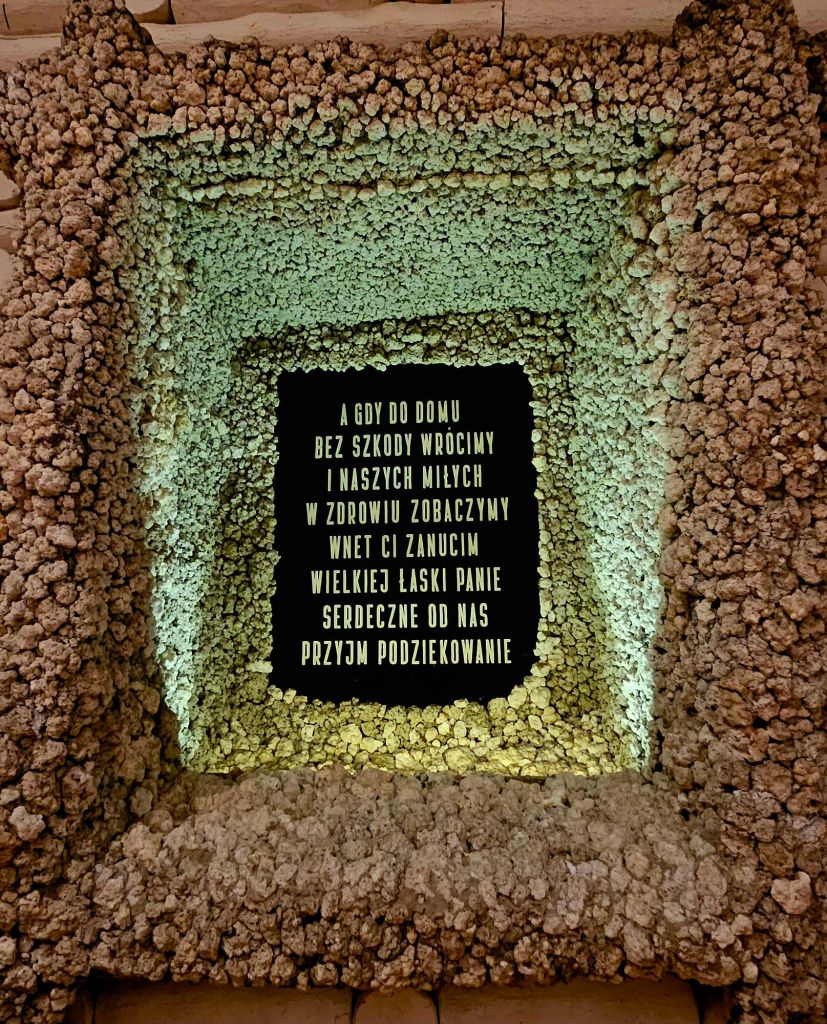 A GDY DO DOMU
BEZ SZKODY WRÓCIMY
I NASZYCH MIŁYCH
W ZDROWIU ZOBACZYMY
WNET CI ZANUCIM
WIELKIEJ ŁASKI PANIE
SERDECZNE OD NAS
PRZYJM PODZIEKOWANIE